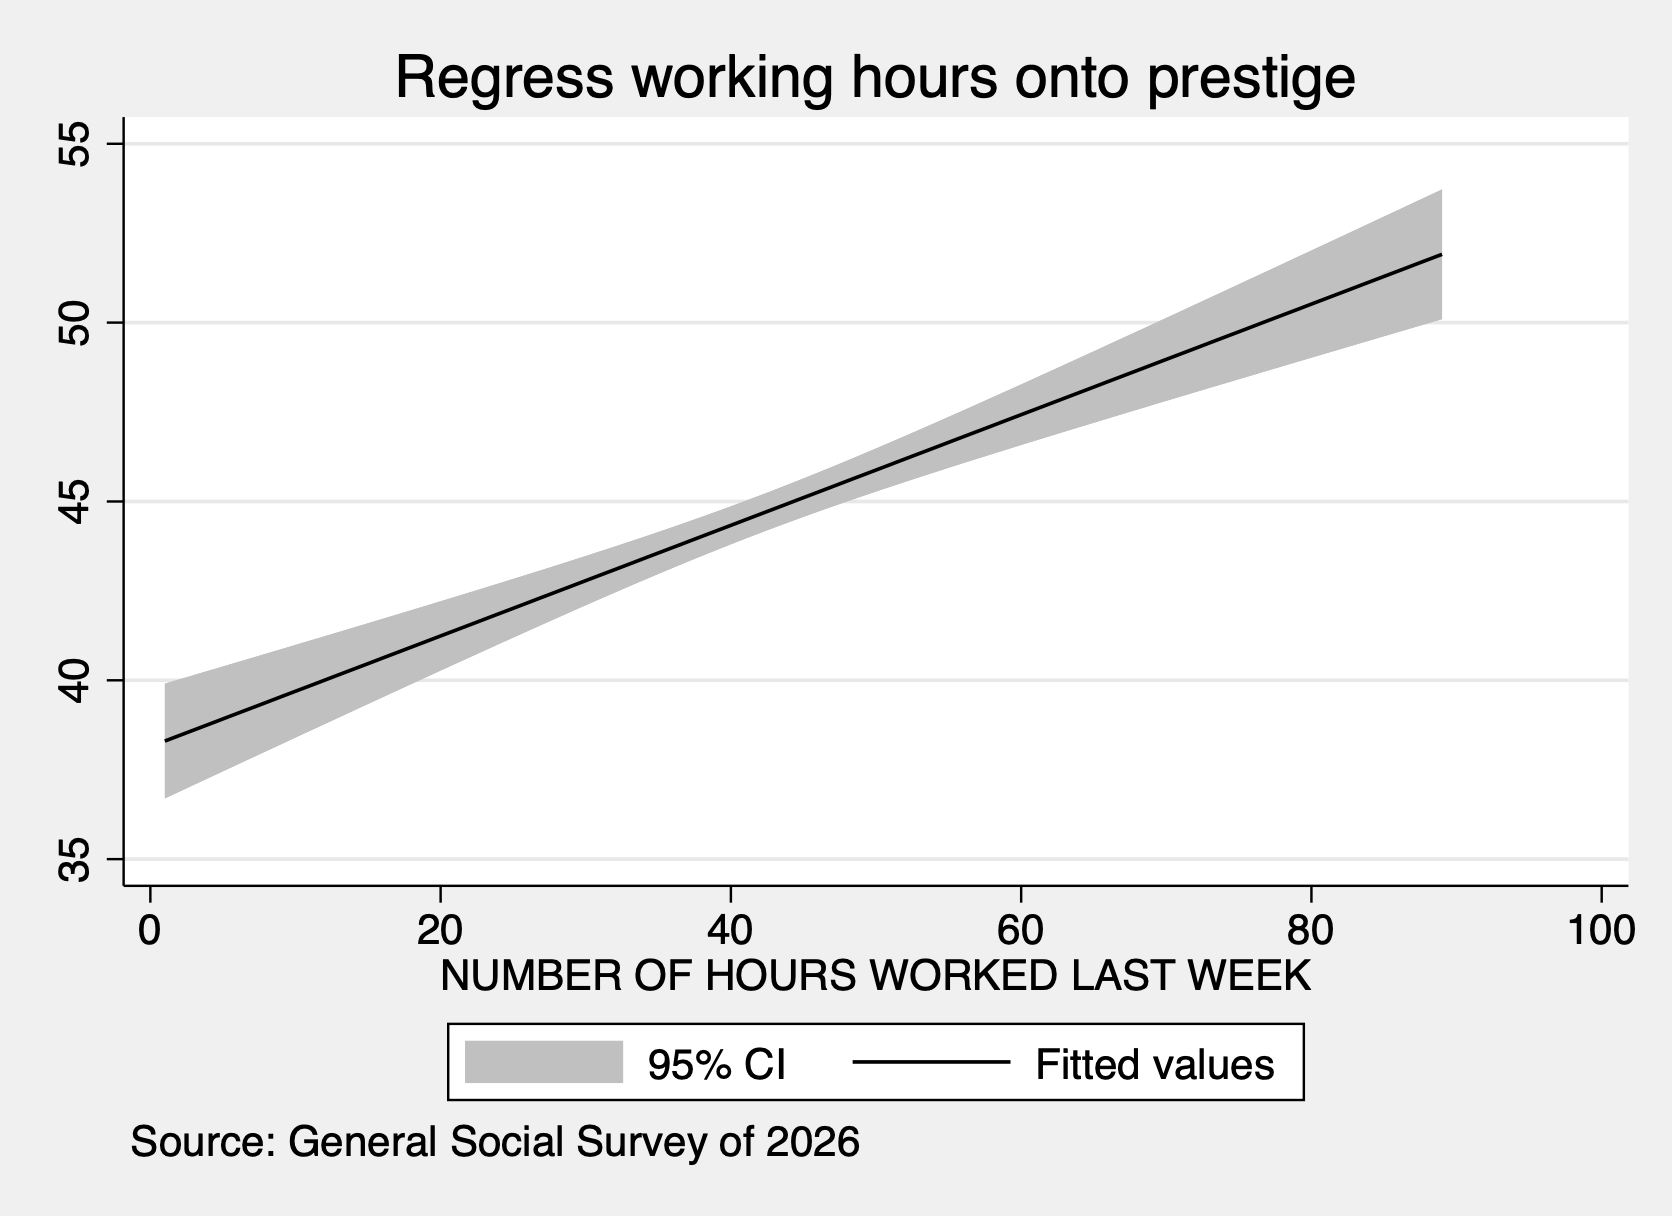 Regress working hours onto prestige
55
50
45
40
35
0 20 40 60 80 100
NUMBER OF HOURS WORKED LAST WEEK
95% CI Fitted values
Source: General Social Survey of 2026